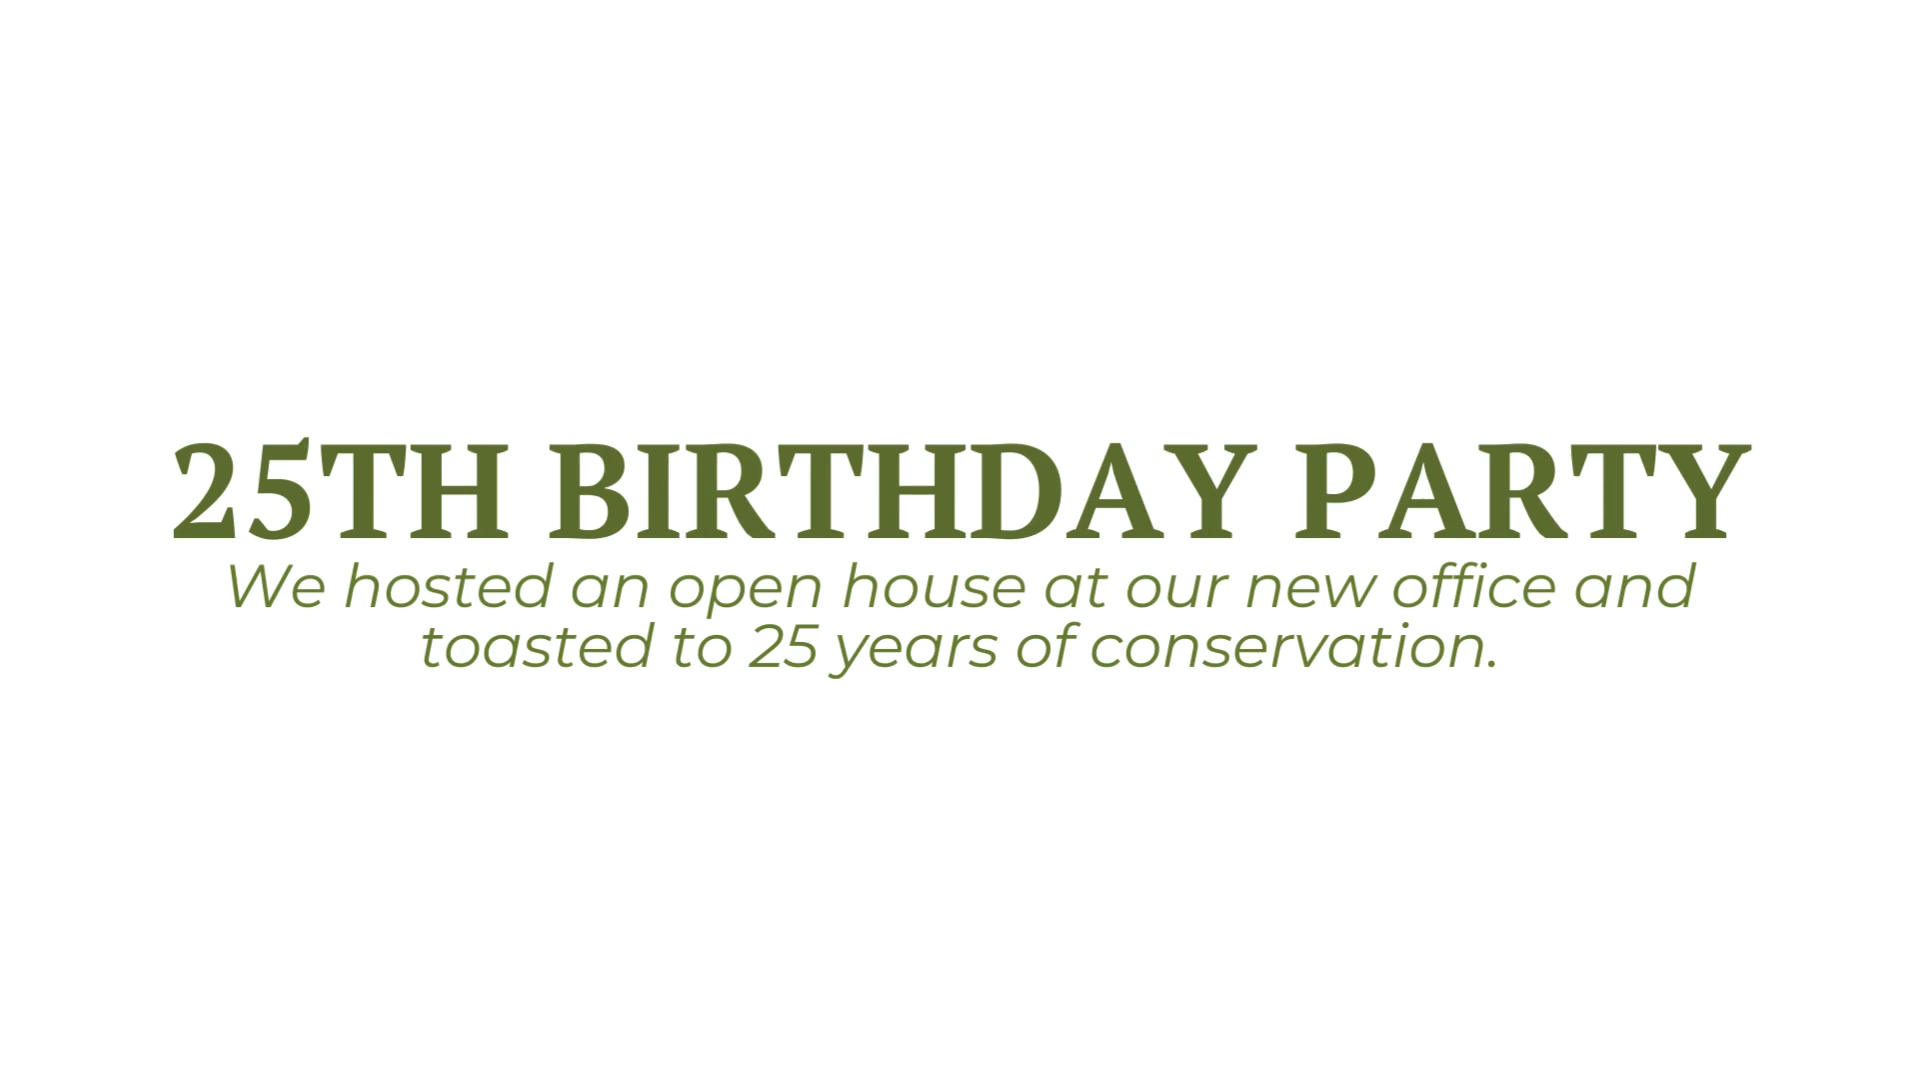 25TH BIRTHDAY PARTY
We hosted an open house at our new office and
toasted to 25 years of conservation.